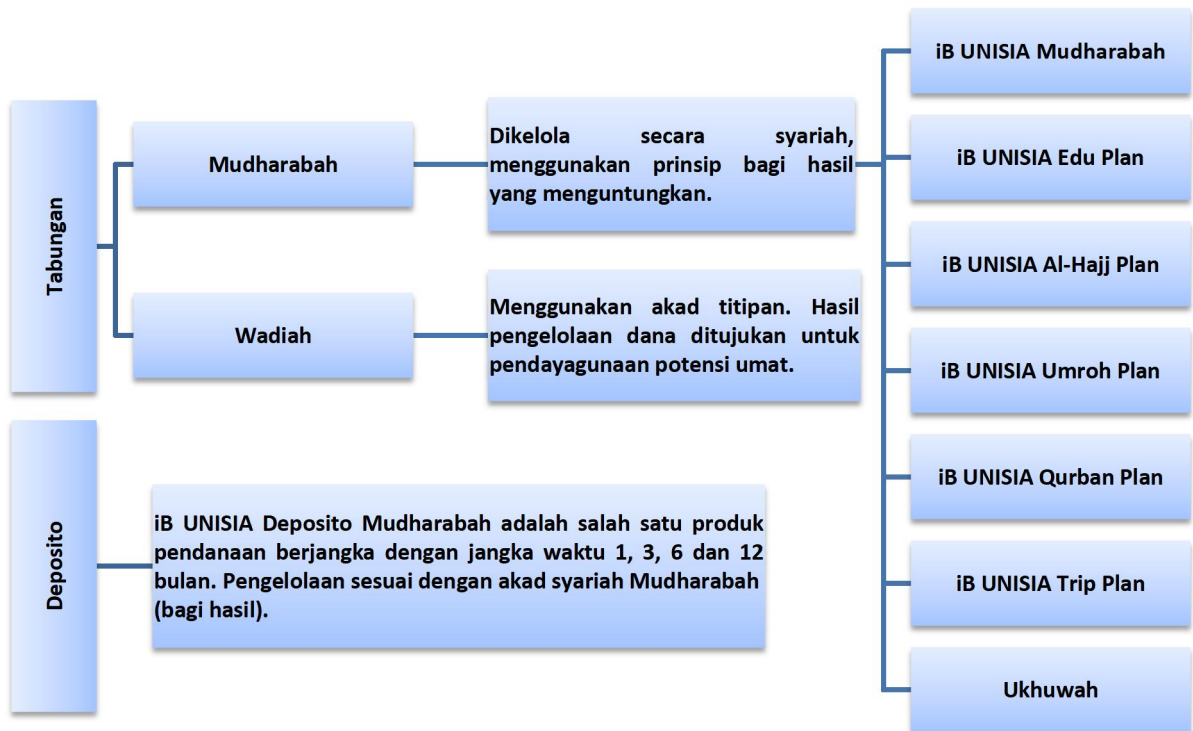 Tabungan
Mudharabah
Dikelola secara syariah,
menggunakan prinsip bagi hasil
yang menguntungkan.
Wadiah
Menggunakan akad titipan. Hasil
pengelolaan dana ditujukan untuk
pendayagunaan potensi umat.
iB UNISIA Mudharabah
iB UNISIA Edu Plan
iB UNISIA Al-Hajj Plan
iB UNISIA Umroh Plan
iB UNISIA Qurban Plan
iB UNISIA Trip Plan
Ukhuwah
Deposito
iB UNISIA Deposito Mudharabah adalah salah satu produk
pendanaan berjangka dengan jangka waktu 1, 3, 6 dan 12
bulan. Pengelolaan sesuai dengan akad syariah Mudharabah
(bagi hasil).